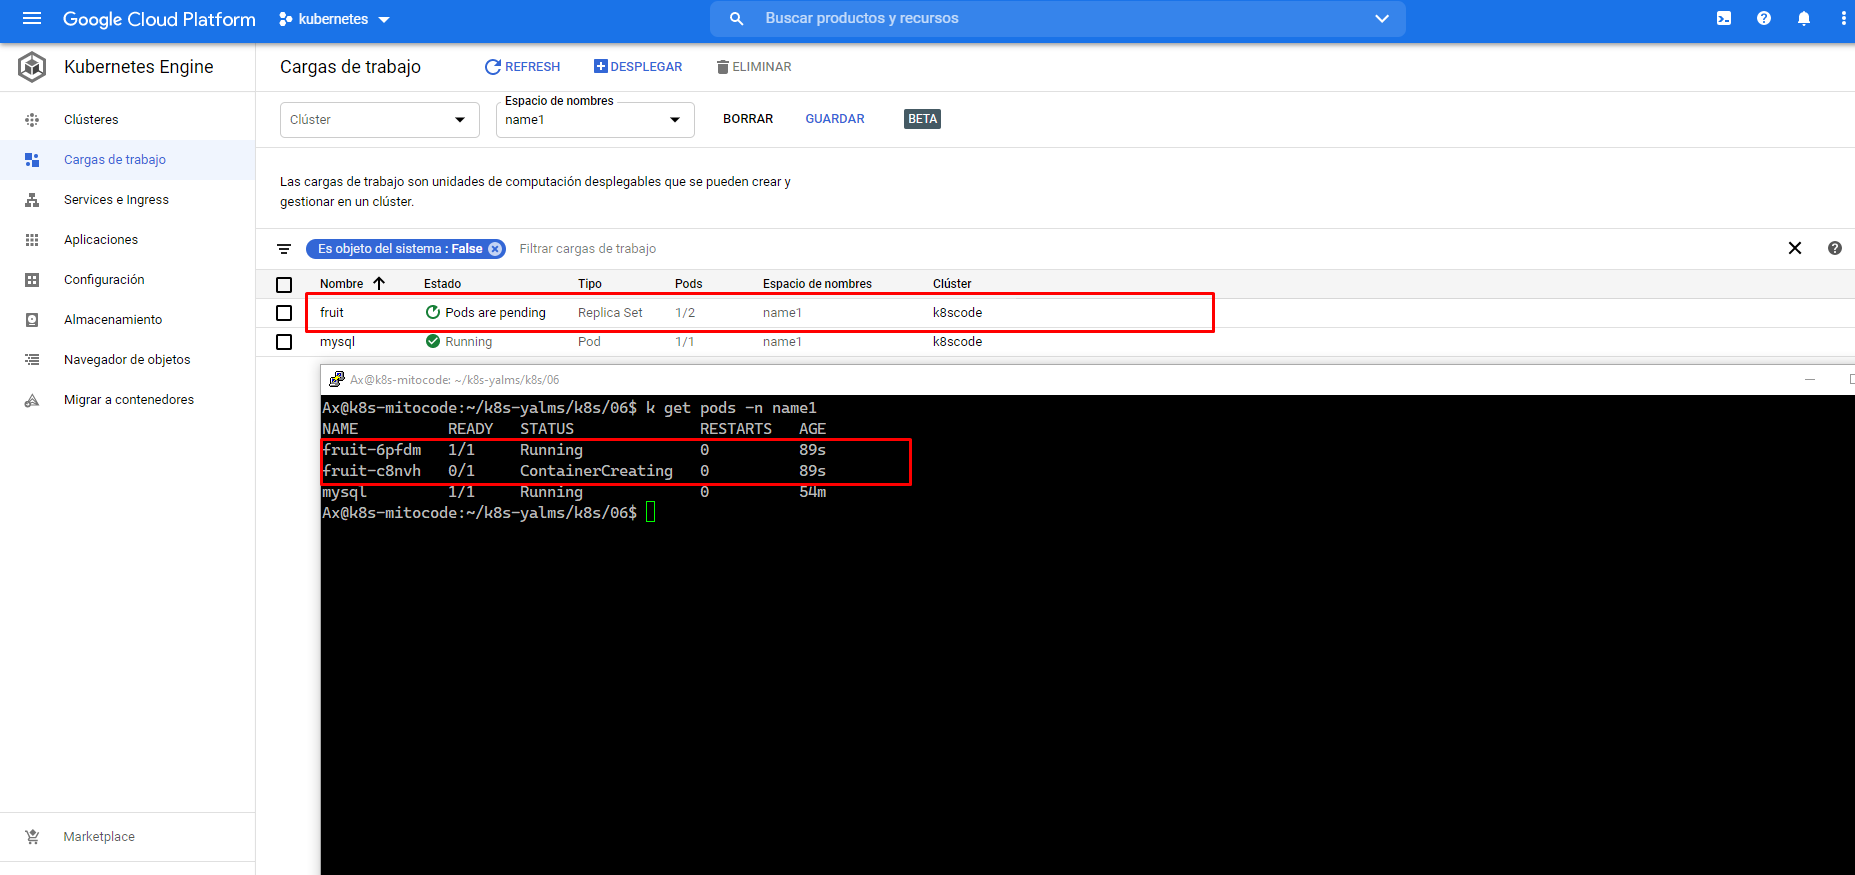 Google Cloud Platform kubernetes Buscar productos y recursos
Kubernetes Engine
Clústeres
Cargas de trabajo
Services e Ingress
Aplicaciones
Configuración
Almacenamiento
Navegador de objetos
Migrar a contenedores
Marketplace
Cargas de trabajo REFRESH DESPLEGAR ELIMINAR
Espacio de nombres
Clúster name1 BORRAR GUARDAR BETA
Las cargas de trabajo son unidades de computación desplegables que se pueden crear y
gestionar en un clúster.
Es objeto del sistema : False Filtrar cargas de trabajo
Nombre Estado Tipo Pods Espacio de nombres Clúster
fruit Pods are pending Replica Set 1/2 name1 k8scode
mysql Running Pod 1/1 name1 k8scode
Ax@k8s-mitocode: ~/k8s-yalms/k8s/06
Ax@k8s-mitocode:~/k8s-yalms/k8s/06$ k get pods -n name1
NAME READY STATUS RESTARTS AGE
fruit-6pfdm 1/1 Running 0 89s
fruit-c8nvh 0/1 ContainerCreating 0 89s
mysql 1/1 Running 0 54m
Ax@k8s-mitocode:~/k8s-yalms/k8s/06$